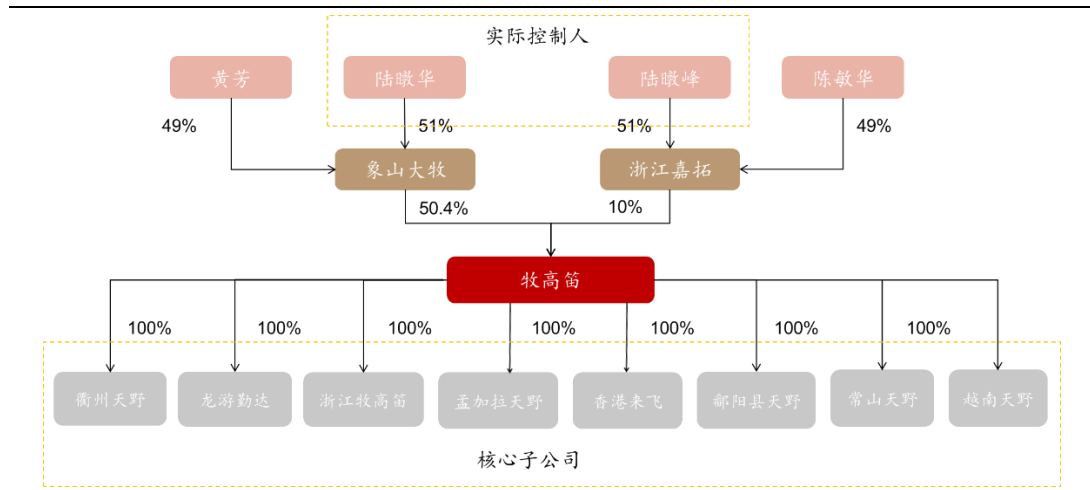 实际控制人
黄芳
陆暾华
陆暾峰
陈敏华
49%
51%
51%
49%
象山大牧
浙江嘉拓
50.4%
10%
牧高笛
100%
100%
100%
100%
100%
100%
100%
衢州天野
龙游勤达
浙江牧高笛
孟加拉天野
香港来飞
鄱阳县天野
常山天野
越南天野
核心子公司